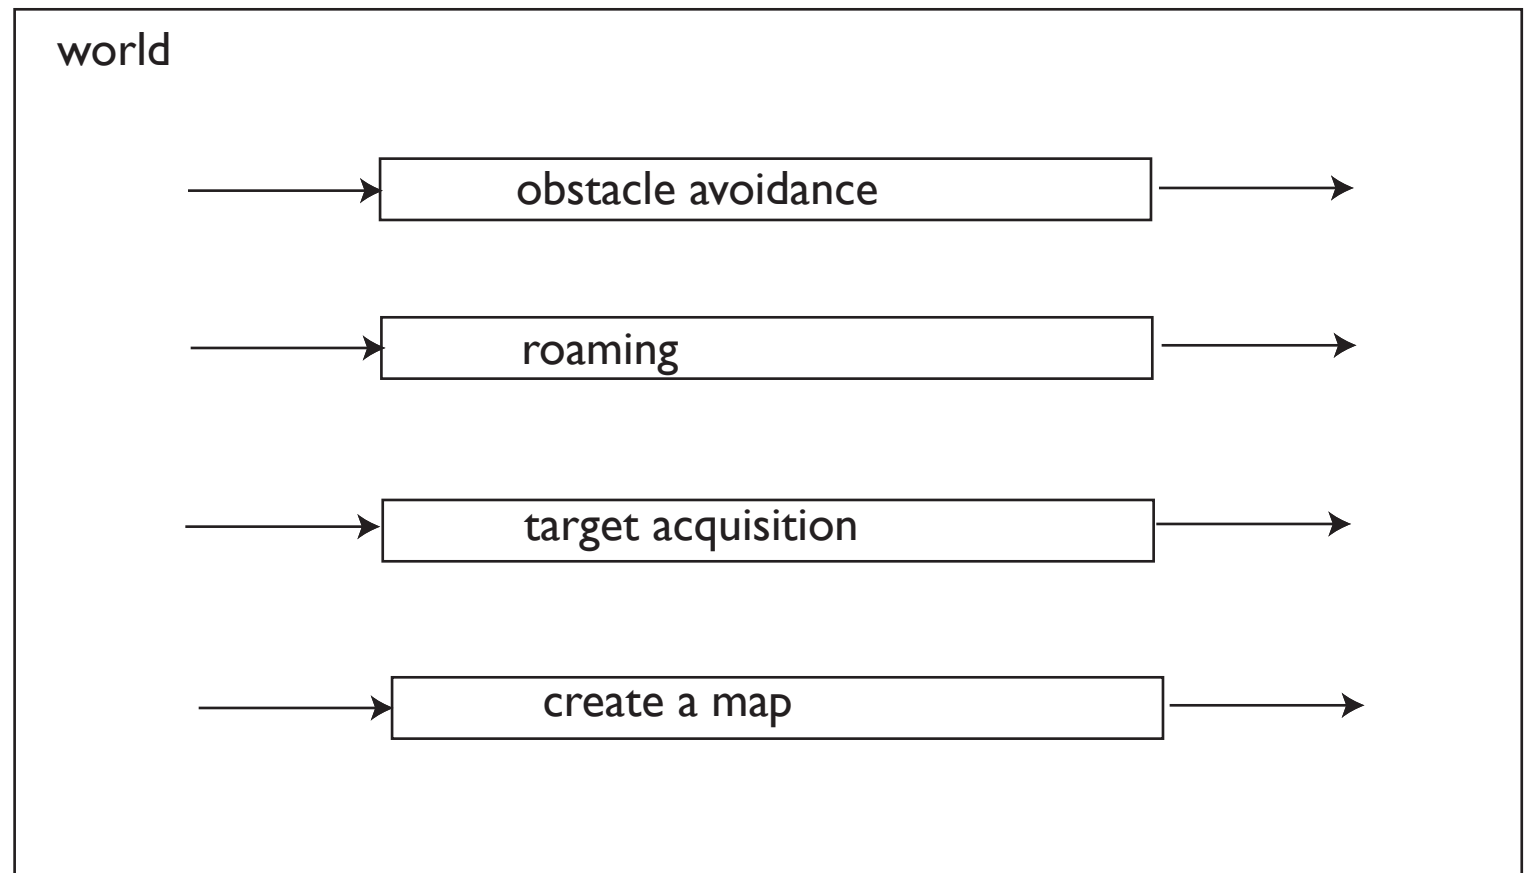 world
obstacle avoidance
roaming
target acquisition
create a map